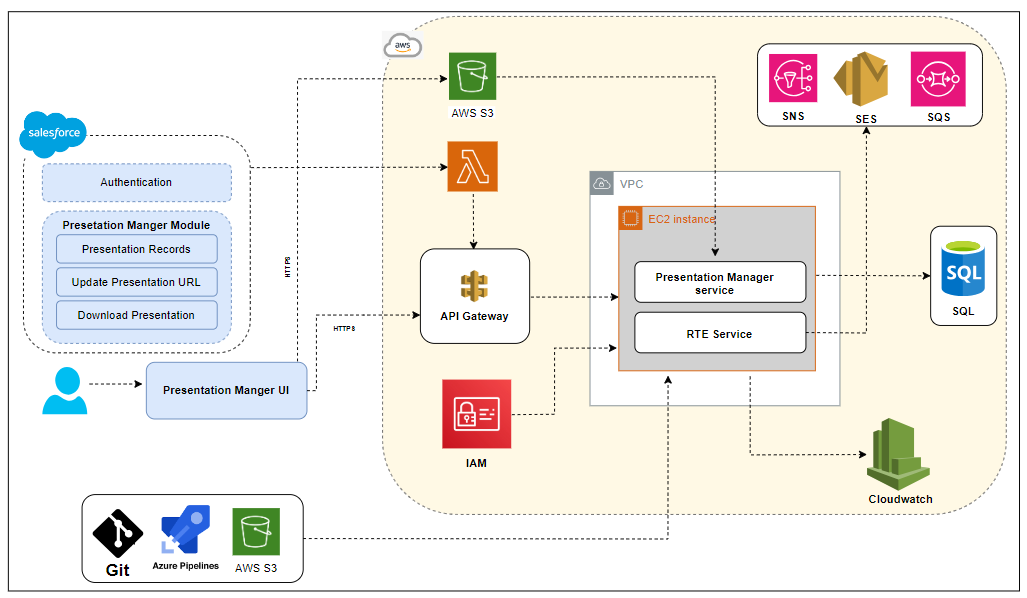 aws
AWS S3
SNS
SES
SQS
salesforce
Authentication
Presetation Manger Module
Presentation Records
Update Presentation URL
Download Presentation
HTTPS
HTTPS
VPC
EC2 instance
Presentation Manager
service
RTE Service
API Gateway
SQL
SQL
Presentation Manger UI
IAM
Cloudwatch
Git
Azure Pipelines
AWS S3